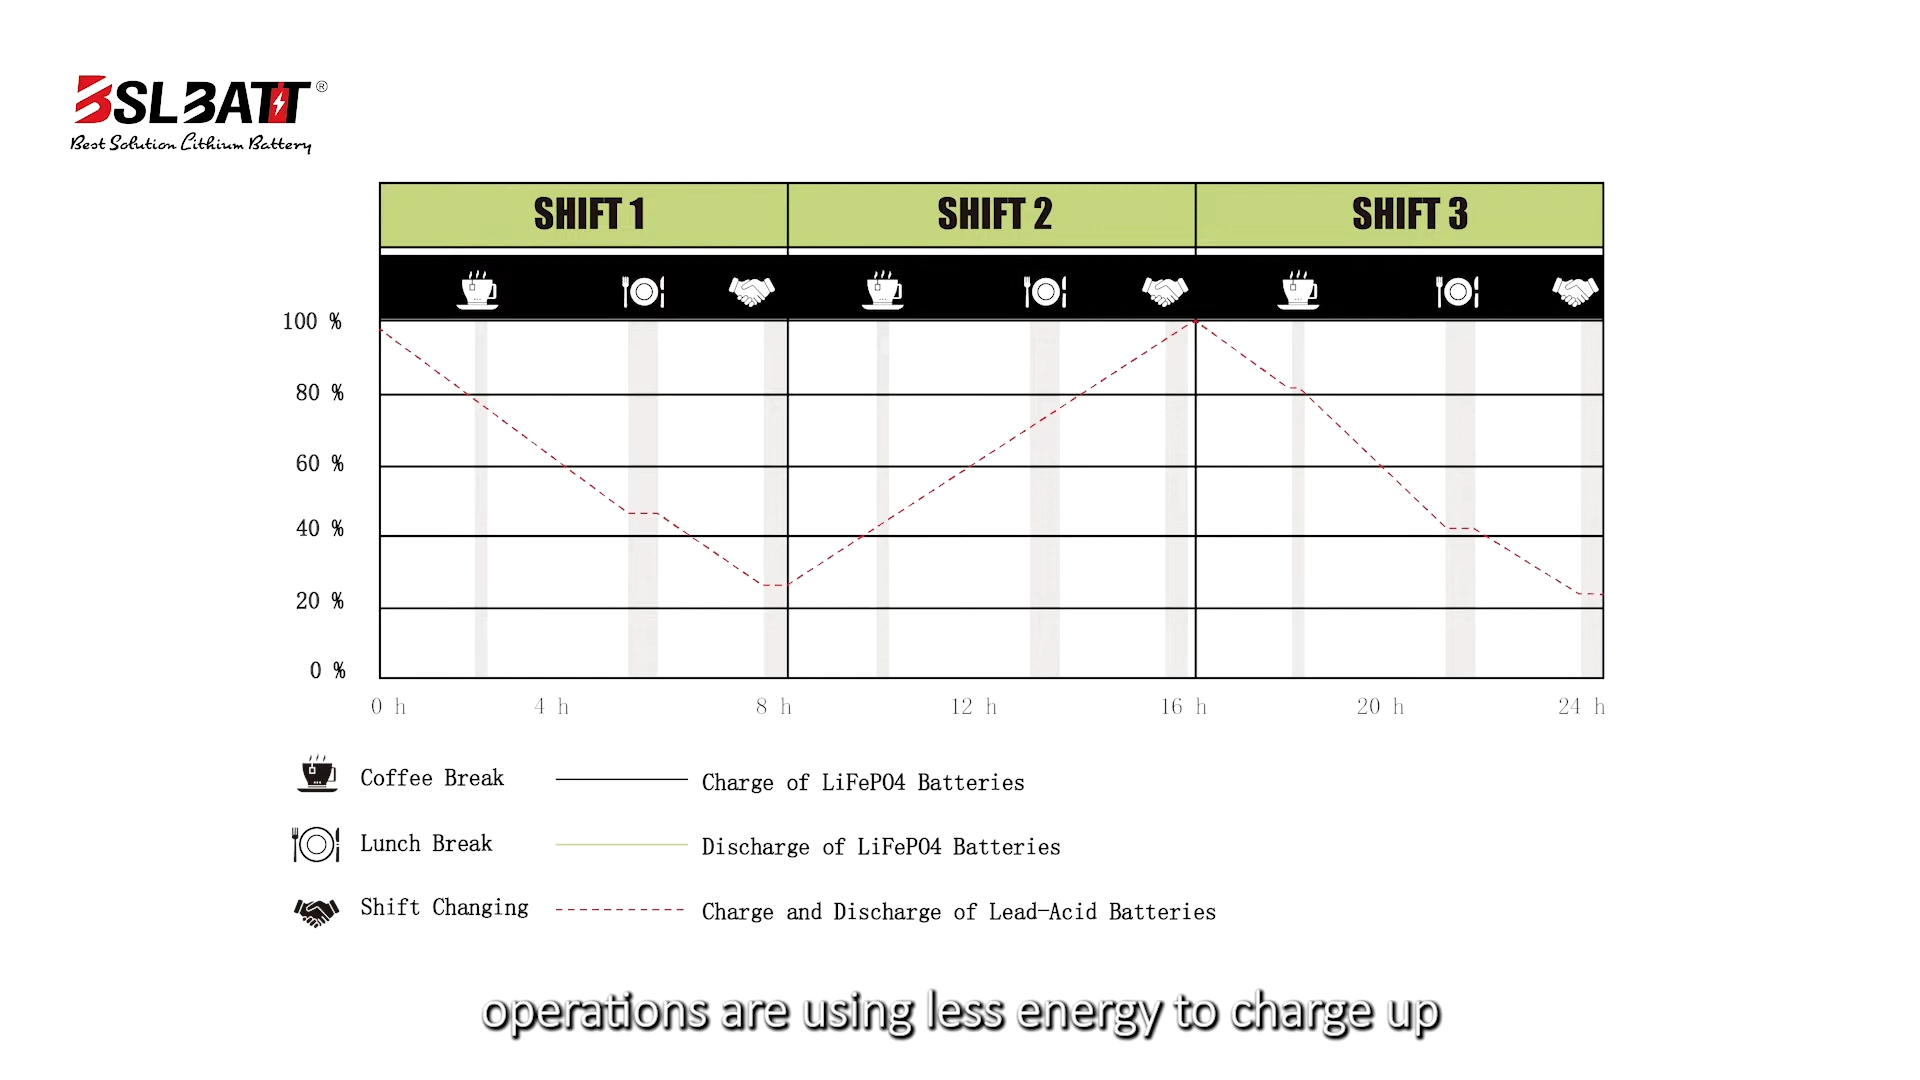 BSLBATT®
Best Solution Lithium Battery
SHIFT 1 SHIFT 2 SHIFT 3
100 %
80 %
60 %
40 %
20 %
0 %
0 h 4 h 8 h 12 h 16 h 20 h 24 h
Coffee Break Charge of LiFePO4 Batteries
Lunch Break Discharge of LiFePO4 Batteries
Shift Changing Charge and Discharge of Lead-Acid Batteries
operations are using less energy to charge up